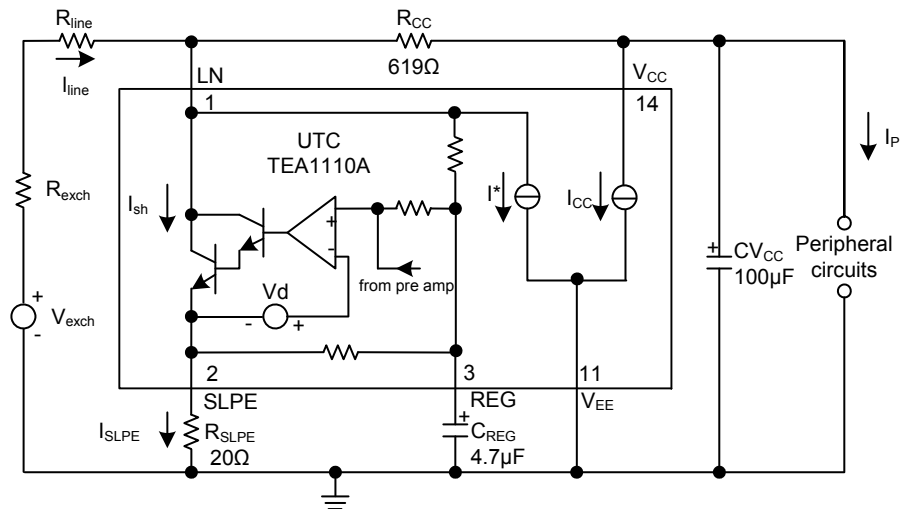 Rline
RCC
619Ω
Iline
LN
VCC
1
14
UTC
TEA1110A
IP
Rexch
Ish
I*
ICC
+
-
Peripheral
circuits
+
CVCC
100µF
from pre amp
Vd
-
+
+
Vexch
-
2
3
11
SLPE
REG
VEE
ISLPE
RSLPE
20Ω
+
CREG
4.7µF